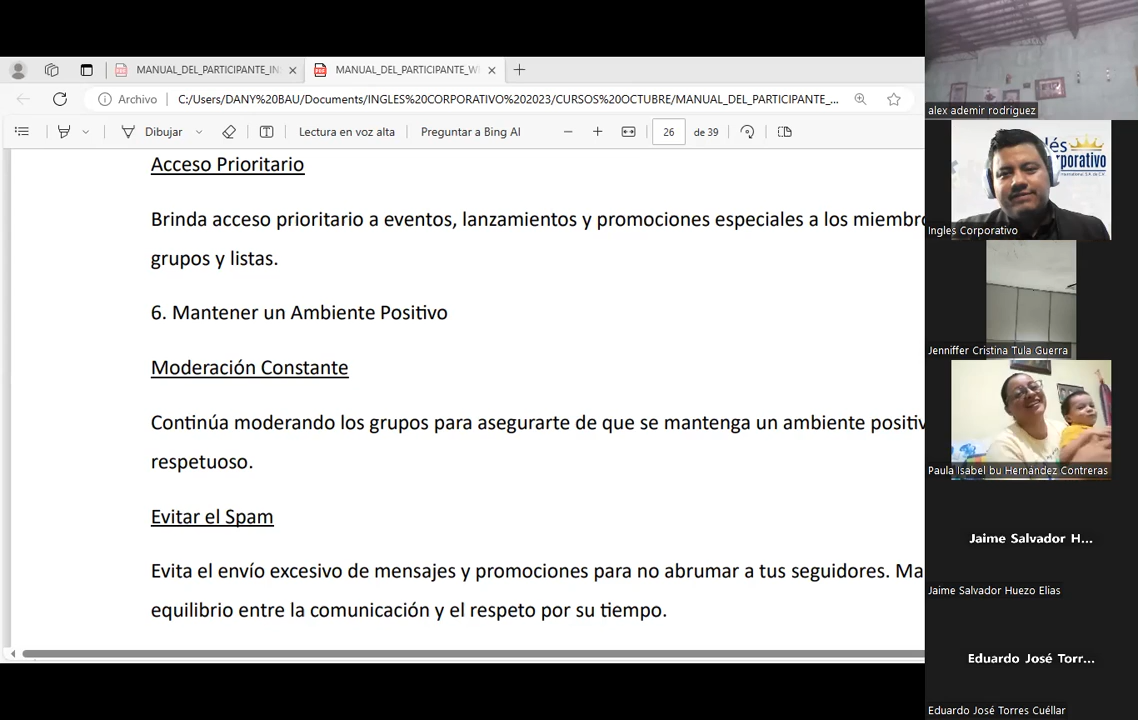 MANUAL_DEL_PARTICIPANTE_IN
MANUAL_DEL_PARTICIPANTE_W
Archivo
C:/Users/DANY%20BAU/Documents/INGLES%20CORPORATIVO%202023/CURSOS%20OCTUBRE/MANUAL_DEL_PARTICIPANTE_...
Dibujar
Lectura en voz alta
Preguntar a Bing AI
26
de 39
Acceso Prioritario
Brinda acceso prioritario a eventos, lanzamientos y promociones especiales a los miembro
grupos y listas.
6. Mantener un Ambiente Positivo
Moderación Constante
Continúa moderando los grupos para asegurarte de que se mantenga un ambiente positiv
respetuoso.
Evitar el Spam
Evita el envío excesivo de mensajes y promociones para no abrumar a tus seguidores. Ma
equilibrio entre la comunicación y el respeto por su tiempo.
alex ademir rodriguez
lés
rporativo
Ingles Corporativo
Jenniffer Cristina Tula Guerra
Paula Isabel bu Hernández Contreras
Jaime Salvador H...
Jaime Salvador Huezo Elias
Eduardo José Torr...
Eduardo José Torres Cuéllar